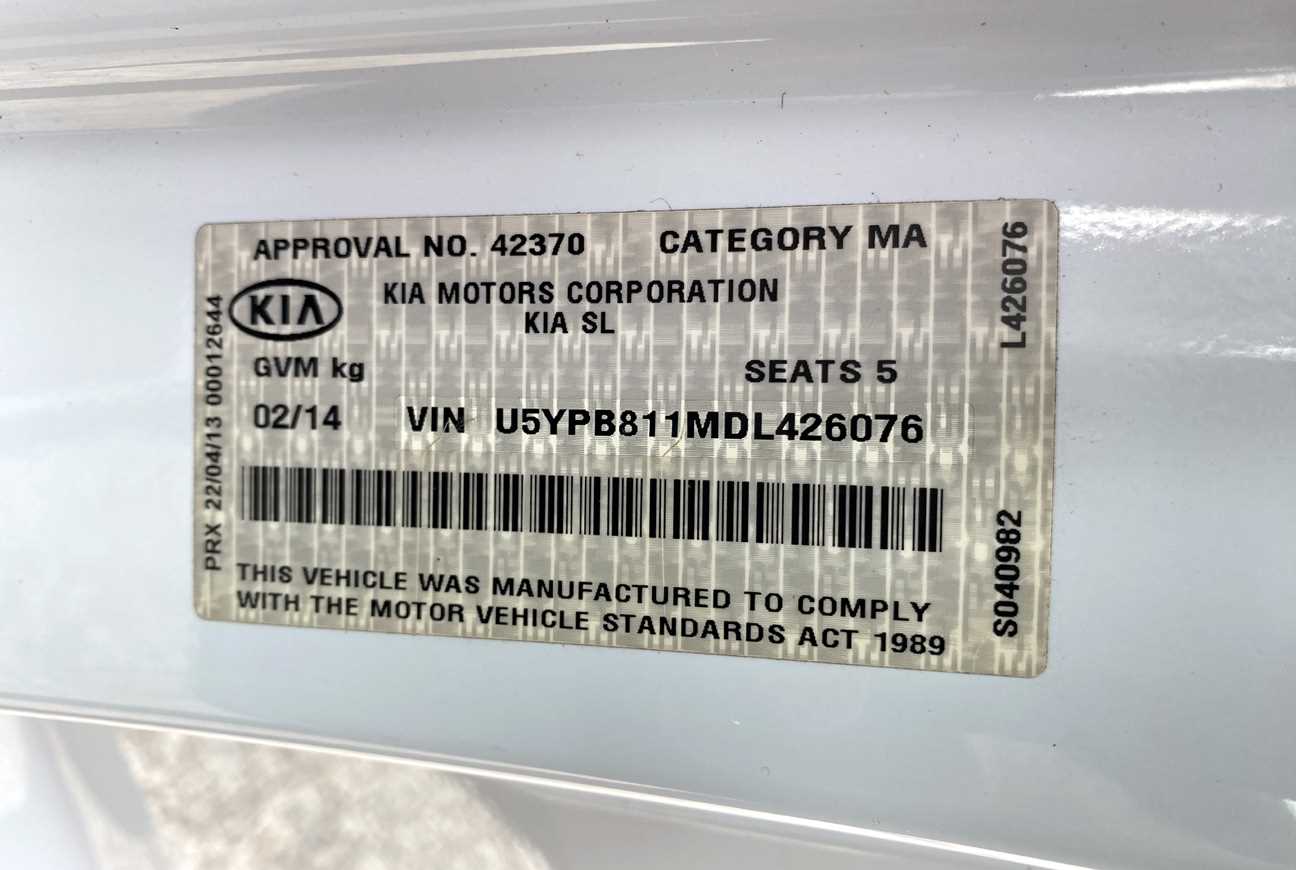 APPROVAL NO. 42370 CATEGORY MA
KIA
KIA MOTORS CORPORATION
KIA SL
GVM kg SEATS 5
02/14 VIN U5YPB811MDL426076
THIS VEHICLE WAS MANUFACTURED TO COMPLY
WITH THE MOTOR VEHICLE STANDARDS ACT 1989
PRX 22/04/13 00012644
L426076
S040982